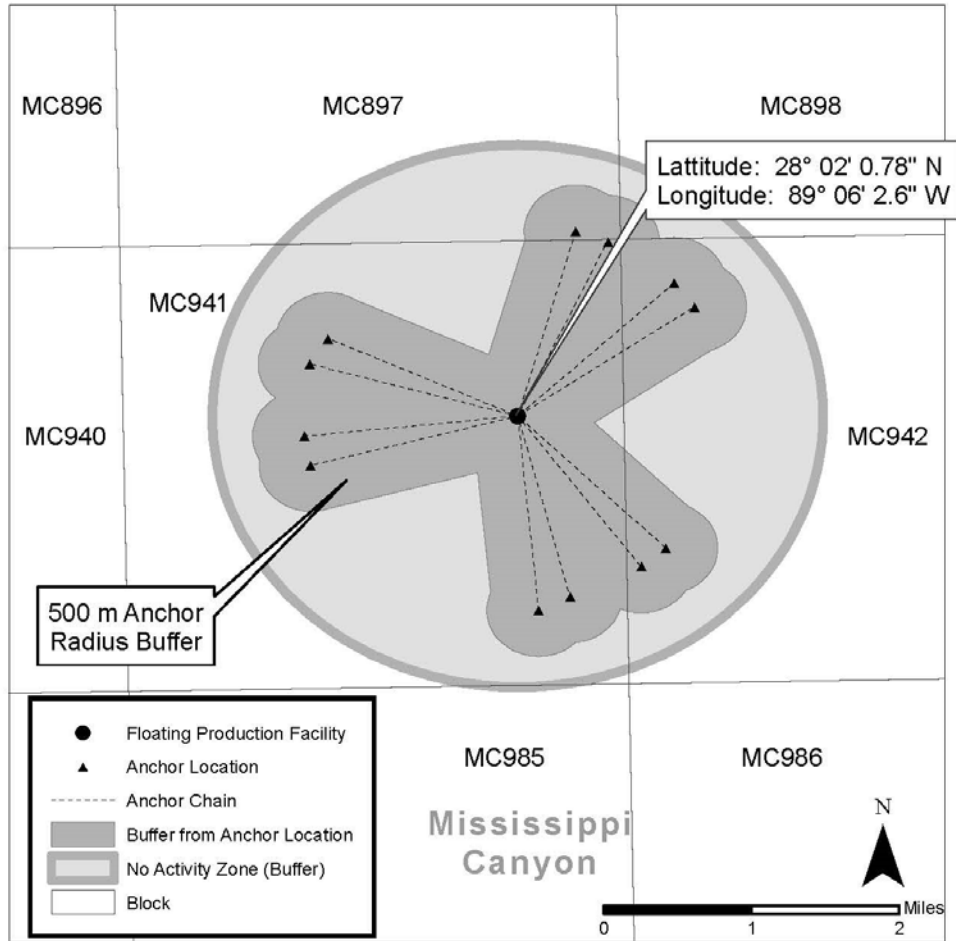 MC896
MC897
MC898
Lattitude: 28° 02' 0.78" N
Longitude: 89° 06' 2.6" W
MC941
MC940
MC942
500 m Anchor
Radius Buffer
Floating Production Facility
Anchor Location
Anchor Chain
Buffer from Anchor Location
No Activity Zone (Buffer)
Block
MC985
MC986
Mississippi
Canyon
N
Miles
0 1 2